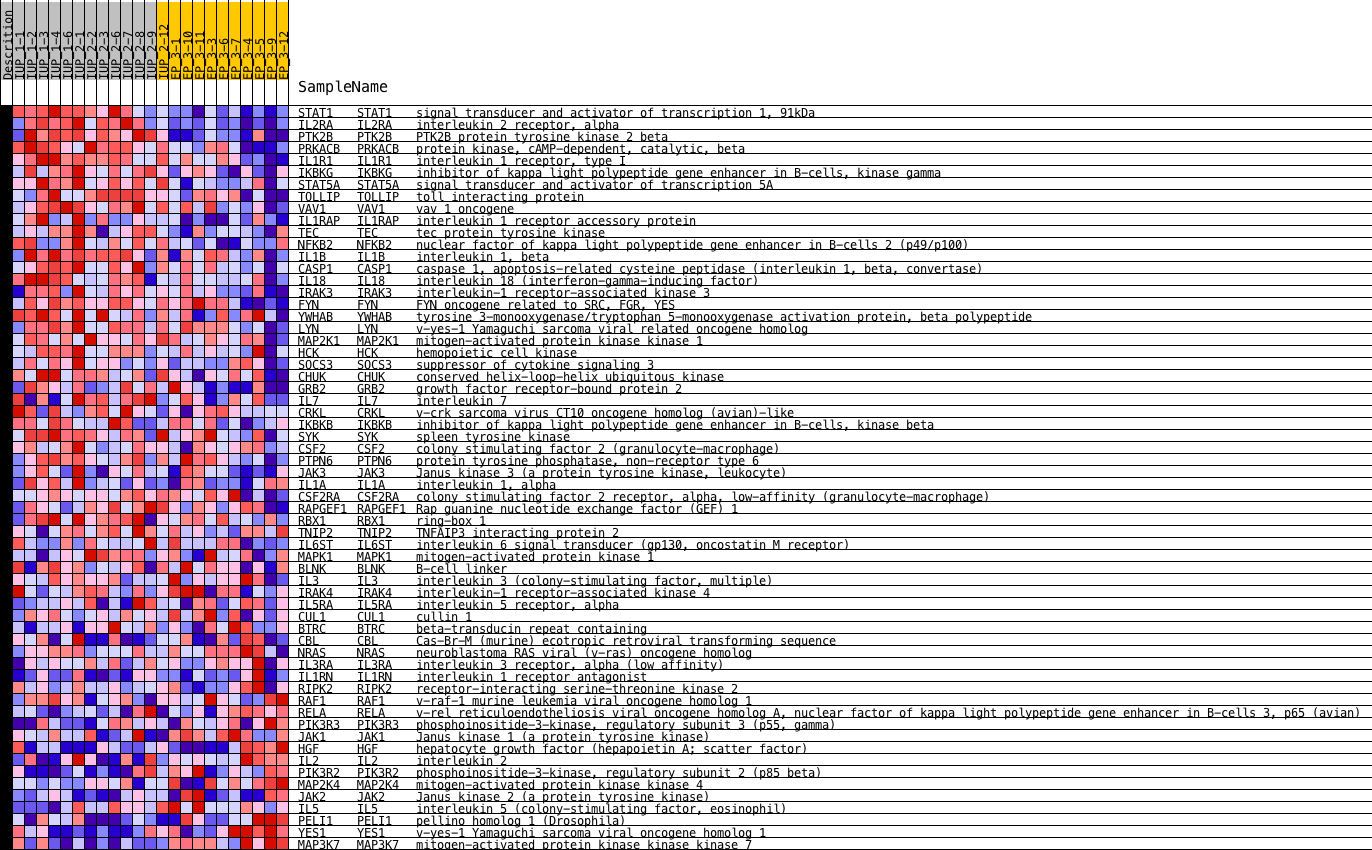 Descrition
IUP_1-1
IUP_1-2
IUP_1-3
IUP_1-4
IUP_1-6
IUP_2-1
IUP_2-2
IUP_2-3
IUP_2-6
IUP_2-7
IUP_2-8
IUP_2-9
IUP_2-12
EP_3-1
EP_3-10
EP_3-11
EP_3-3
EP_3-6
EP_3-7
EP_3-4
EP_3-5
EP_3-9
EP_3-12
SampleName
STAT1 STAT1 signal transducer and activator of transcription 1, 91kDa
IL2RA IL2RA interleukin 2 receptor, alpha
PTK2B PTK2B PTK2B protein tyrosine kinase 2 beta
PRKACB PRKACB protein kinase, cAMP-dependent, catalytic, beta
IL1R1 IL1R1 interleukin 1 receptor, type I
IKBKG IKBKG inhibitor of kappa light polypeptide gene enhancer in B-cells, kinase gamma
STAT5A STAT5A signal transducer and activator of transcription 5A
TOLLIP TOLLIP toll interacting protein
VAV1 VAV1 vav 1 oncogene
IL1RAP IL1RAP interleukin 1 receptor accessory protein
TEC TEC tec protein tyrosine kinase
NFKB2 NFKB2 nuclear factor of kappa light polypeptide gene enhancer in B-cells 2 (p49/p100)
IL1B IL1B interleukin 1, beta
CASP1 CASP1 caspase 1, apoptosis-related cysteine peptidase (interleukin 1, beta, convertase)
IL18 IL18 interleukin 18 (interferon-gamma-inducing factor)
IRAK3 IRAK3 interleukin-1 receptor-associated kinase 3
FYN FYN FYN oncogene related to SRC, FGR, YES
YWHAB YWHAB tyrosine 3-monooxygenase/tryptophan 5-monooxygenase activation protein, beta polypeptide
LYN LYN v-yes-1 Yamaguchi sarcoma viral related oncogene homolog
MAP2K1 MAP2K1 mitogen-activated protein kinase kinase 1
HCK HCK hemopoietic cell kinase
SOCS3 SOCS3 suppressor of cytokine signaling 3
CHUK CHUK conserved helix-loop-helix ubiquitous kinase
GRB2 GRB2 growth factor receptor-bound protein 2
IL7 IL7 interleukin 7
CRKL CRKL v-crk sarcoma virus CT10 oncogene homolog (avian)-like
IKBKB IKBKB inhibitor of kappa light polypeptide gene enhancer in B-cells, kinase beta
SYK SYK spleen tyrosine kinase
CSF2 CSF2 colony stimulating factor 2 (granulocyte-macrophage)
PTPN6 PTPN6 protein tyrosine phosphatase, non-receptor type 6
JAK3 JAK3 Janus kinase 3 (a protein tyrosine kinase, leukocyte)
IL1A IL1A interleukin 1, alpha
CSF2RA CSF2RA colony stimulating factor 2 receptor, alpha, low-affinity (granulocyte-macrophage)
RAPGEF1 RAPGEF1 Rap guanine nucleotide exchange factor (GEF) 1
RBX1 RBX1 ring-box 1
TNIP2 TNIP2 TNFAIP3 interacting protein 2
IL6ST IL6ST interleukin 6 signal transducer (gp130, oncostatin M receptor)
MAPK1 MAPK1 mitogen-activated protein kinase 1
BLNK BLNK B-cell linker
IL3 IL3 interleukin 3 (colony-stimulating factor, multiple)
IRAK4 IRAK4 interleukin-1 receptor-associated kinase 4
IL5RA IL5RA interleukin 5 receptor, alpha
CUL1 CUL1 cullin 1
BTRC BTRC beta-transducin repeat containing
CBL CBL Cas-Br-M (murine) ecotropic retroviral transforming sequence
NRAS NRAS neuroblastoma RAS viral (v-ras) oncogene homolog
IL3RA IL3RA interleukin 3 receptor, alpha (low affinity)
IL1RN IL1RN interleukin 1 receptor antagonist
RIPK2 RIPK2 receptor-interacting serine-threonine kinase 2
RAF1 RAF1 v-raf-1 murine leukemia viral oncogene homolog 1
RELA RELA v-rel reticuloendotheliosis viral oncogene homolog A, nuclear factor of kappa light polypeptide gene enhancer in B-cells 3, p65 (avian)
PIK3R3 PIK3R3 phosphoinositide-3-kinase, regulatory subunit 3 (p55, gamma)
JAK1 JAK1 Janus kinase 1 (a protein tyrosine kinase)
HGF HGF hepatocyte growth factor (hepapoietin A; scatter factor)
IL2 IL2 interleukin 2
PIK3R2 PIK3R2 phosphoinositide-3-kinase, regulatory subunit 2 (p85 beta)
MAP2K4 MAP2K4 mitogen-activated protein kinase kinase 4
JAK2 JAK2 Janus kinase 2 (a protein tyrosine kinase)
IL5 IL5 interleukin 5 (colony-stimulating factor, eosinophil)
PELI1 PELI1 pellino homolog 1 (Drosophila)
YES1 YES1 v-yes-1 Yamaguchi sarcoma viral oncogene homolog 1
MAP3K7 MAP3K7 mitogen-activated protein kinase kinase kinase 7